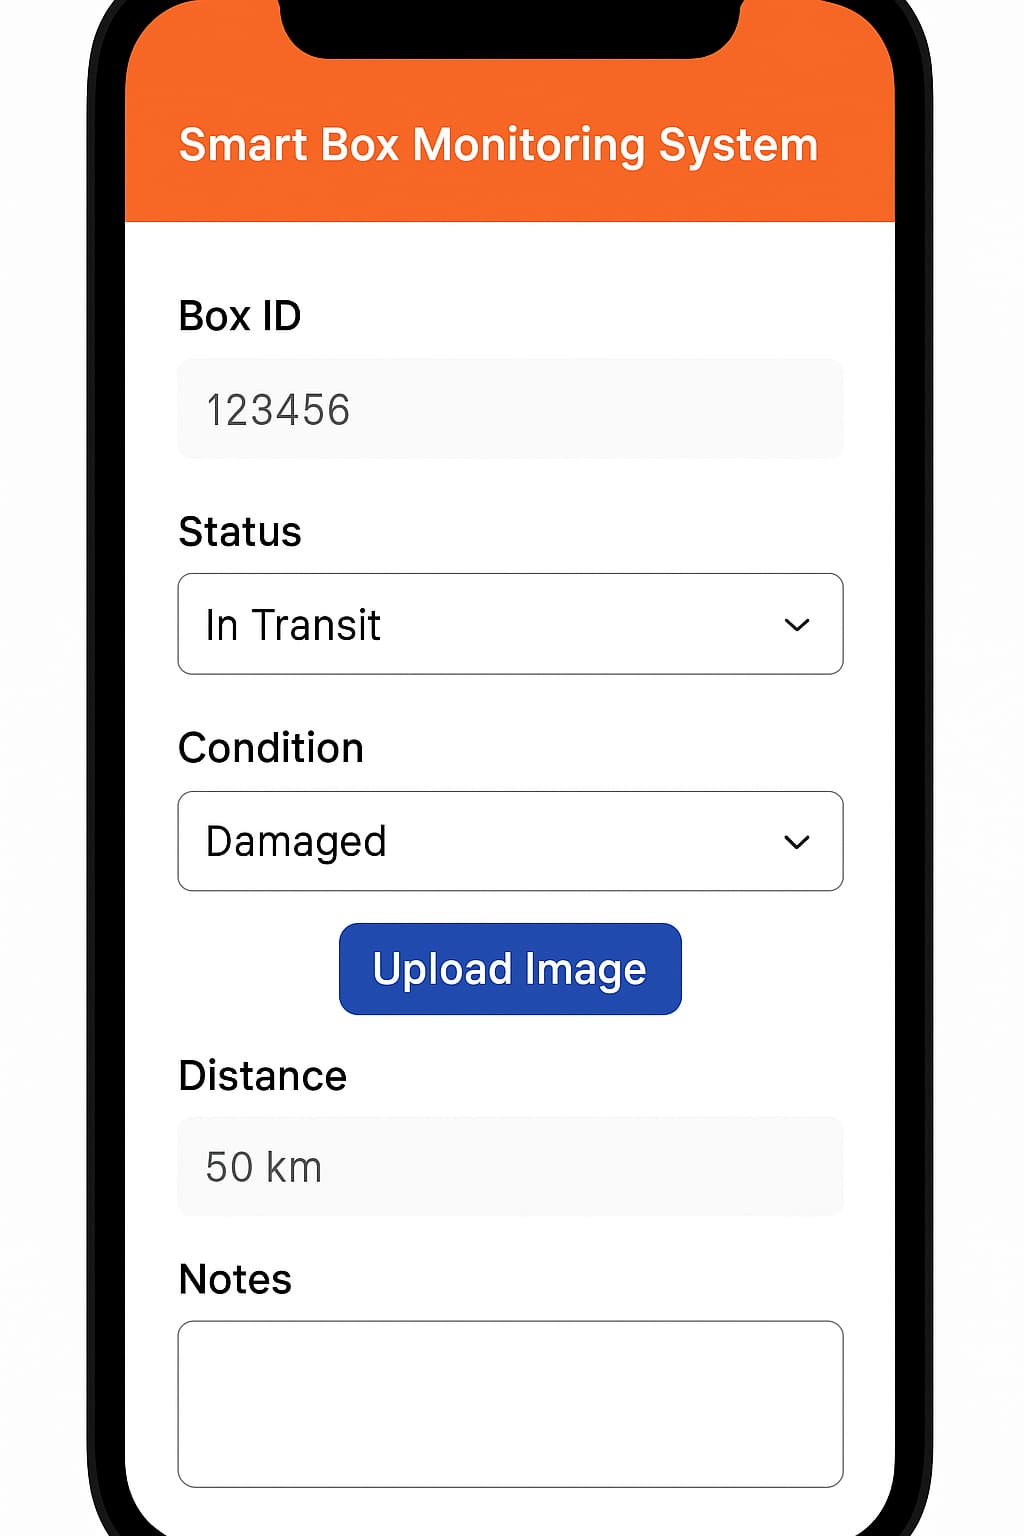 Smart Box Monitoring System
Box ID
123456
Status
In Transit
Condition
Damaged
Upload Image
Distance
50 km
Notes